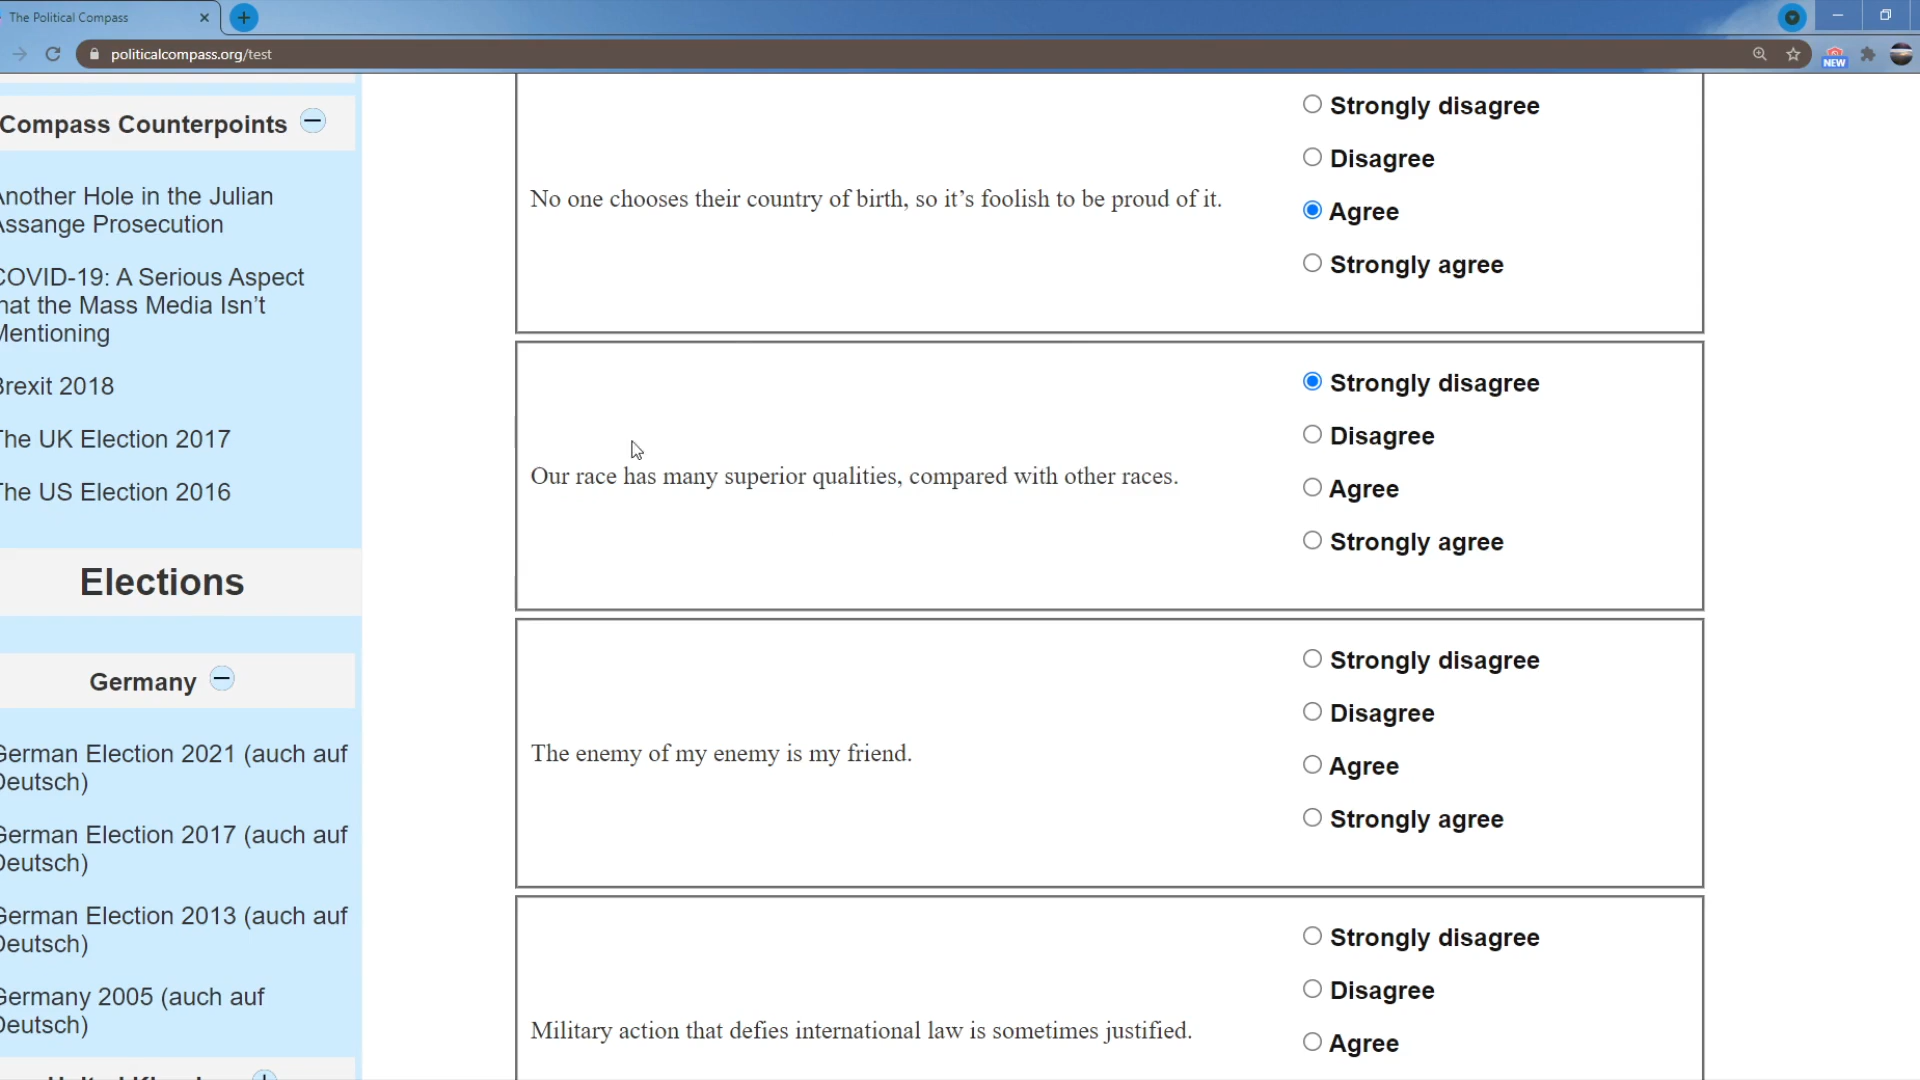 The Political Compass
politicalcompass.org/test
NEW
Compass Counterpoints
Another Hole in the Julian
Assange Prosecution
COVID-19: A Serious Aspect
that the Mass Media Isn’t
Mentioning
Brexit 2018
The UK Election 2017
The US Election 2016
Elections
Germany
German Election 2021 (auch auf
Deutsch)
German Election 2017 (auch auf
Deutsch)
German Election 2013 (auch auf
Deutsch)
Germany 2005 (auch auf
Deutsch)
No one chooses their country of birth, so it’s foolish to be proud of it.
Strongly disagree
Disagree
Agree
Strongly agree
Our race has many superior qualities, compared with other races.
Strongly disagree
Disagree
Agree
Strongly agree
The enemy of my enemy is my friend.
Strongly disagree
Disagree
Agree
Strongly agree
Military action that defies international law is sometimes justified.
Strongly disagree
Disagree
Agree